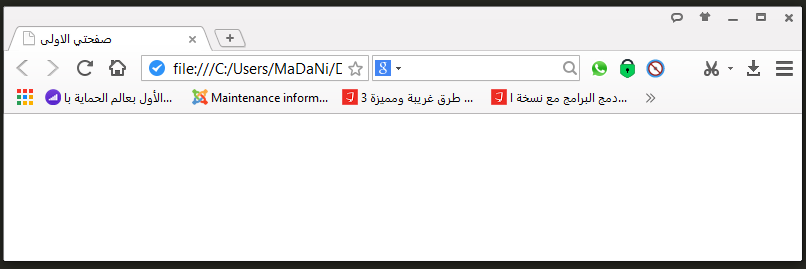 صفحتي الاولى
file:///C:/Users/MaDaNi/D
الأول بعالم الحماية با...
Maintenance inform...
3 طرق غريبة ومميزة ...
دمج البرامج مع نسخة ا...